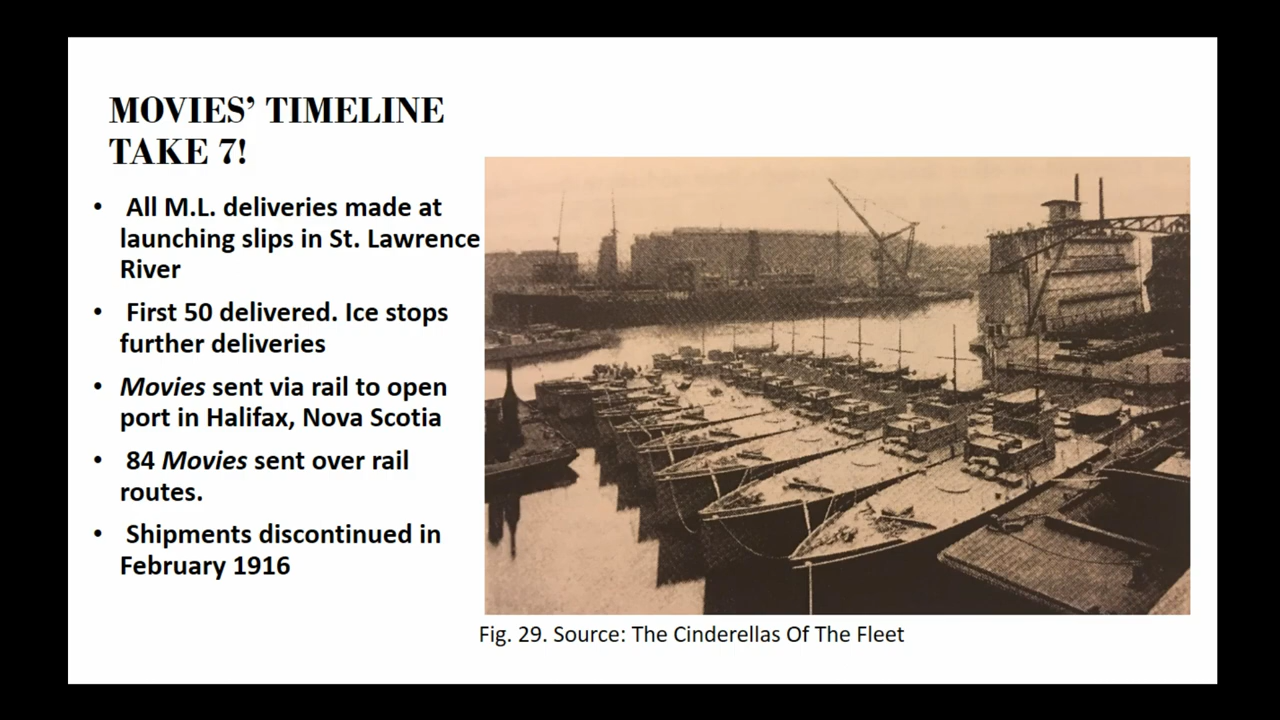 MOVIES’ TIMELINE
TAKE 7!
• All M.L. deliveries made at
launching slips in St. Lawrence
River
• First 50 delivered. Ice stops
further deliveries
• Movies sent via rail to open
port in Halifax, Nova Scotia
• 84 Movies sent over rail
routes.
• Shipments discontinued in
February 1916
Fig. 29. Source: The Cinderellas Of The Fleet